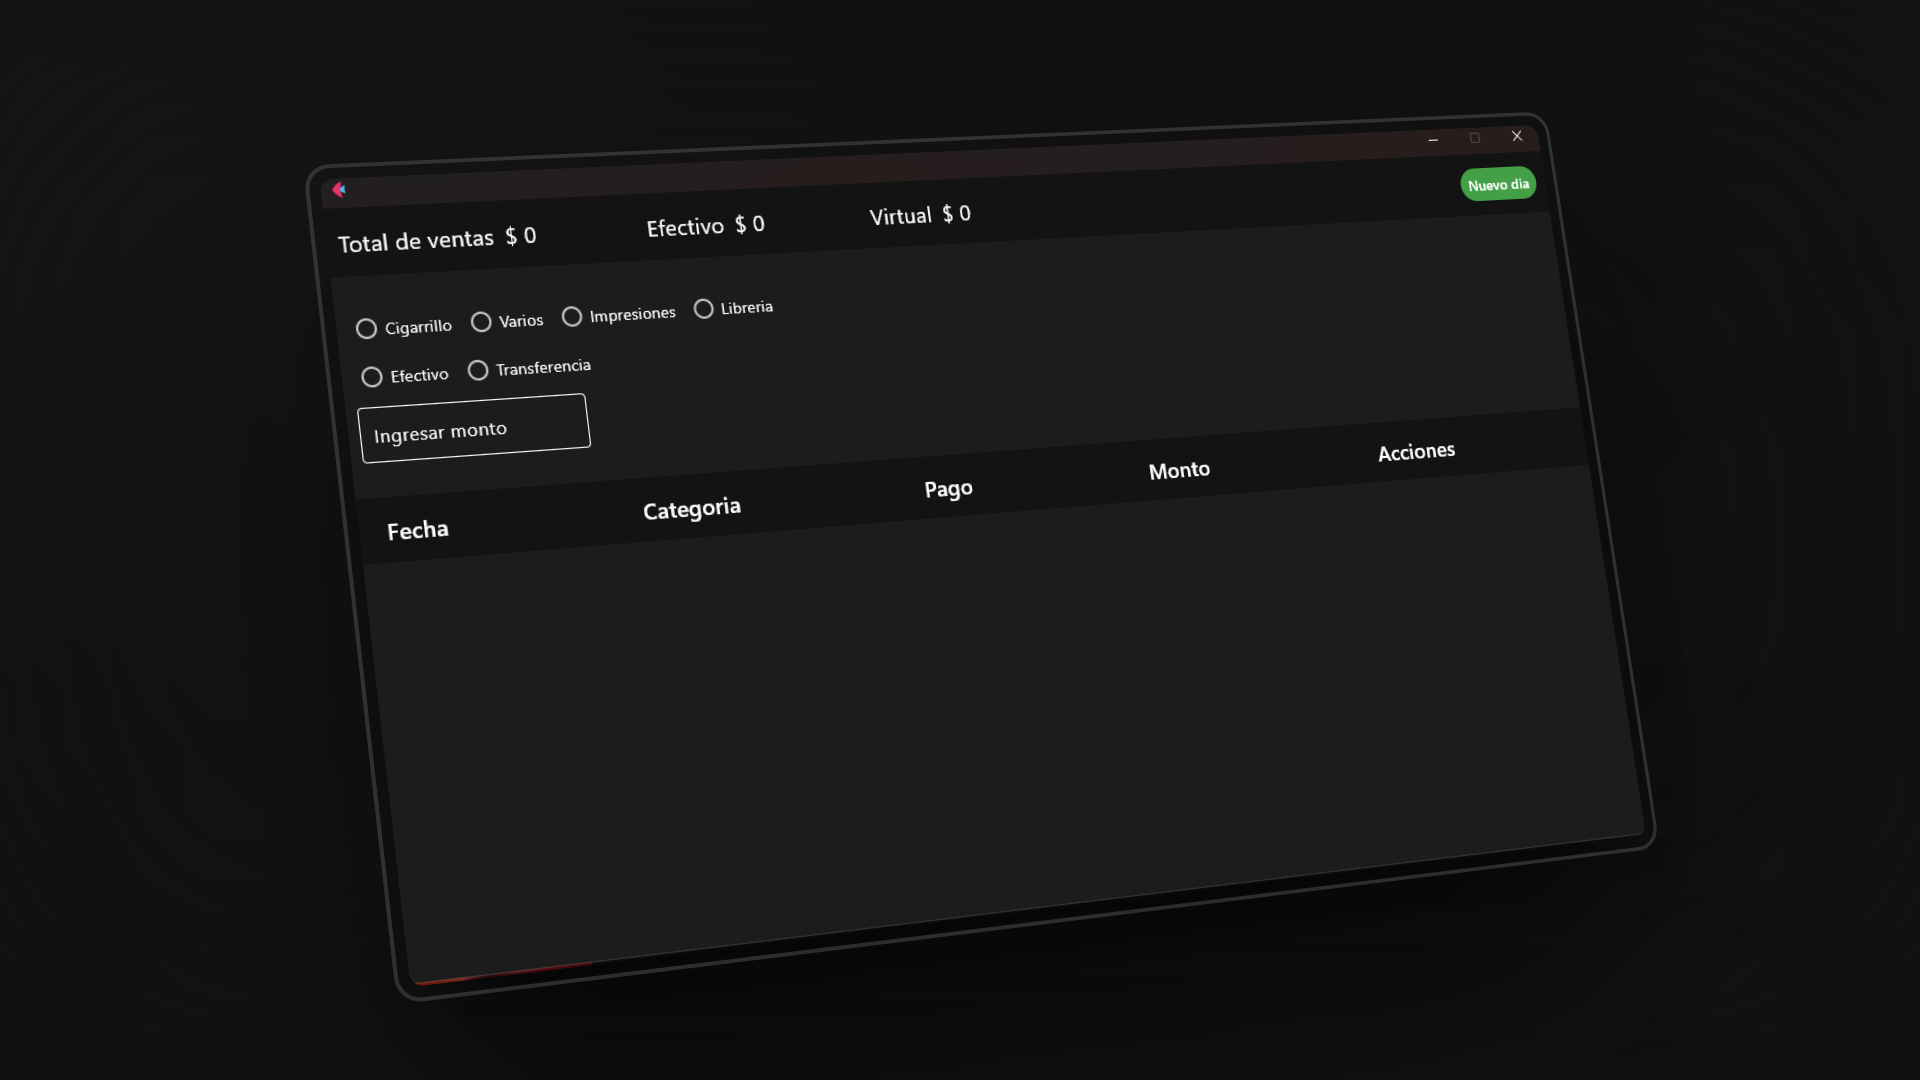 Total de ventas $ 0 Efectivo $ 0 Virtual $ 0 Nuevo dia
Cigarrillo Varios Impresiones Libreria
Efectivo Transferencia
Ingresar monto
Fecha Categoria Pago Monto Acciones